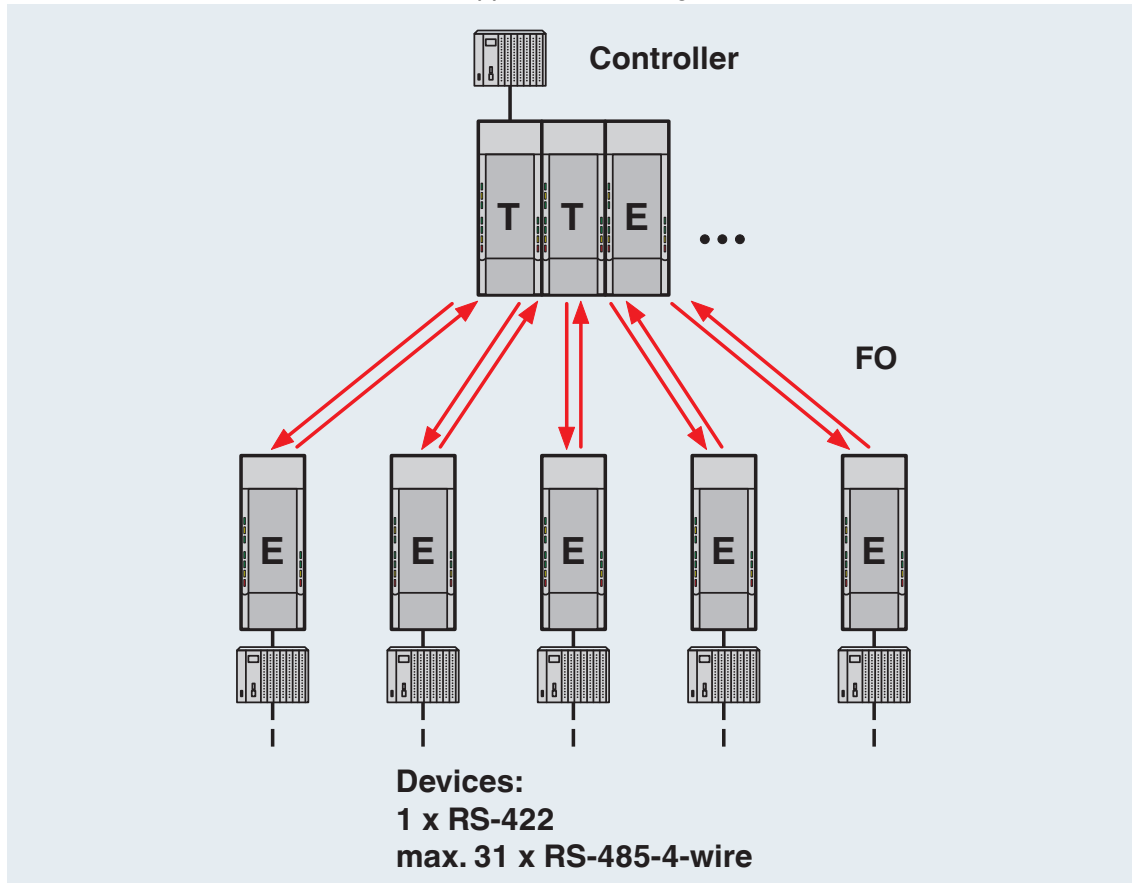 Controller
T T E
...
FO
E E E E E
Devices:
1 x RS-422
max. 31 x RS-485-4-wire